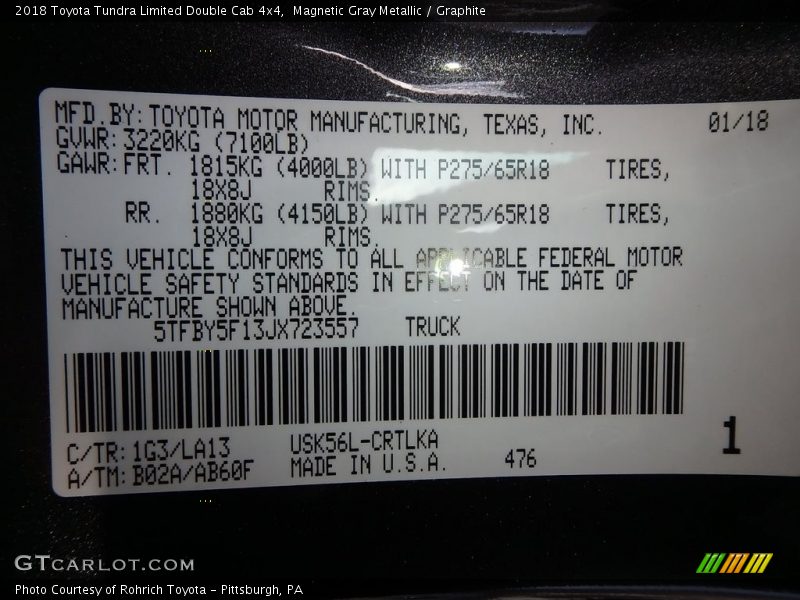 2018 Toyota Tundra Limited Double Cab 4x4,  Magnetic Gray Metallic / Graphite
MFD.BY:TOYOTA MOTOR MANUFACTURING, TEXAS, INC. 01/18
GVWR:3220KG (7100LB)
GAWR:FRT. 1815KG (4000LB) WITH P275/65R18 TIRES,
18X8J RIMS.
RR. 1880KG (4150LB) WITH P275/65R18 TIRES,
18X8J RIMS.
THIS VEHICLE CONFORMS TO ALL APPLICABLE FEDERAL MOTOR
VEHICLE SAFETY STANDARDS IN EFFECT ON THE DATE OF
MANUFACTURE SHOWN ABOVE.
5TFBY5F13JX723557 TRUCK
C/TR:1G3/LA13 USK56L-CRTLKA
A/TM:B02A/AB60F MADE IN U.S.A. 476 1
GTCARLOT.COM
Photo Courtesy of Rohrich Toyota - Pittsburgh, PA